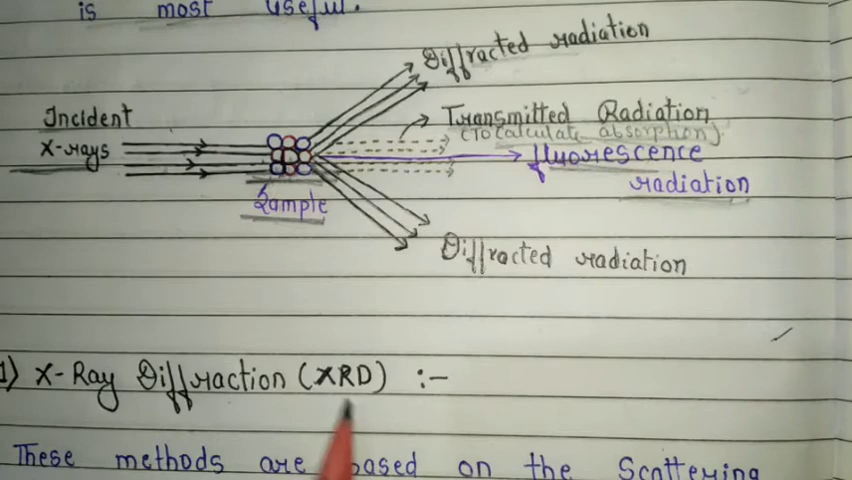 is most useful.
Diffracted radiation
Incident
X-rays
Transmitted Radiation
(To calculate absorption).
fluorescence
radiation
Sample
Diffracted radiation
1) X-Ray Diffraction (XRD) :-
These methods are based on the Scattering